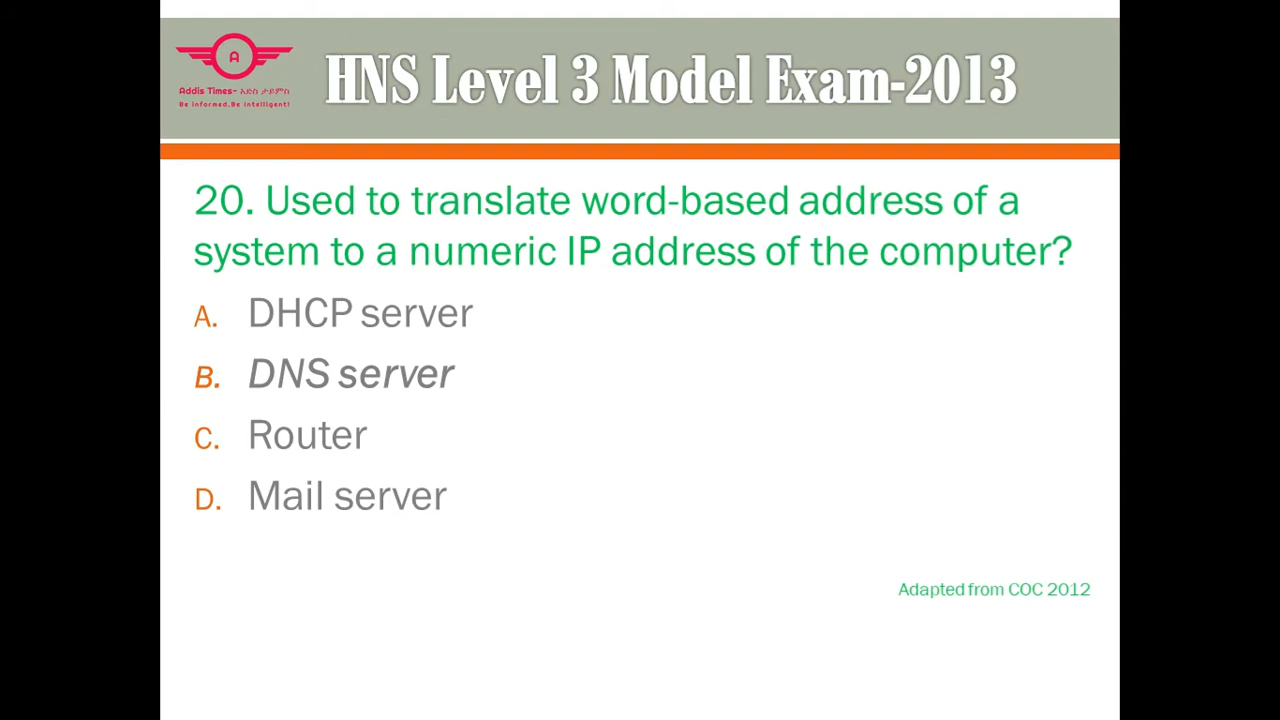 A
Addis Times- አዲስ ታይምስ
Be informed,Be intelligent!
HNS Level 3 Model Exam-2013
20. Used to translate word-based address of a
system to a numeric IP address of the computer?
A. DHCP server
B. DNS server
C. Router
D. Mail server
Adapted from COC 2012